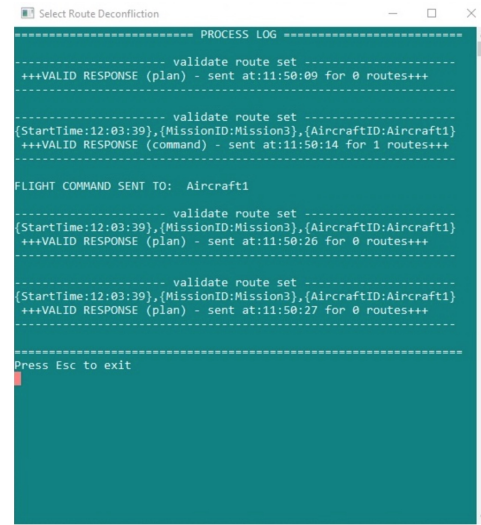 Select Route Deconfliction
========================== PROCESS LOG ==========================
---------------------- validate route set ----------------------
+++VALID RESPONSE (plan) - sent at:11:50:09 for 0 routes+++
----------------------------------------------------------------
---------------------- validate route set ----------------------
{StartTime:12:03:39},{MissionID:Mission3},{AircraftID:Aircraft1}
+++VALID RESPONSE (command) - sent at:11:50:14 for 1 routes+++
----------------------------------------------------------------
FLIGHT COMMAND SENT TO:  Aircraft1
---------------------- validate route set ----------------------
{StartTime:12:03:39},{MissionID:Mission3},{AircraftID:Aircraft1}
+++VALID RESPONSE (plan) - sent at:11:50:26 for 0 routes+++
----------------------------------------------------------------
---------------------- validate route set ----------------------
{StartTime:12:03:39},{MissionID:Mission3},{AircraftID:Aircraft1}
+++VALID RESPONSE (plan) - sent at:11:50:27 for 0 routes+++
----------------------------------------------------------------
=================================================================
Press Esc to exit